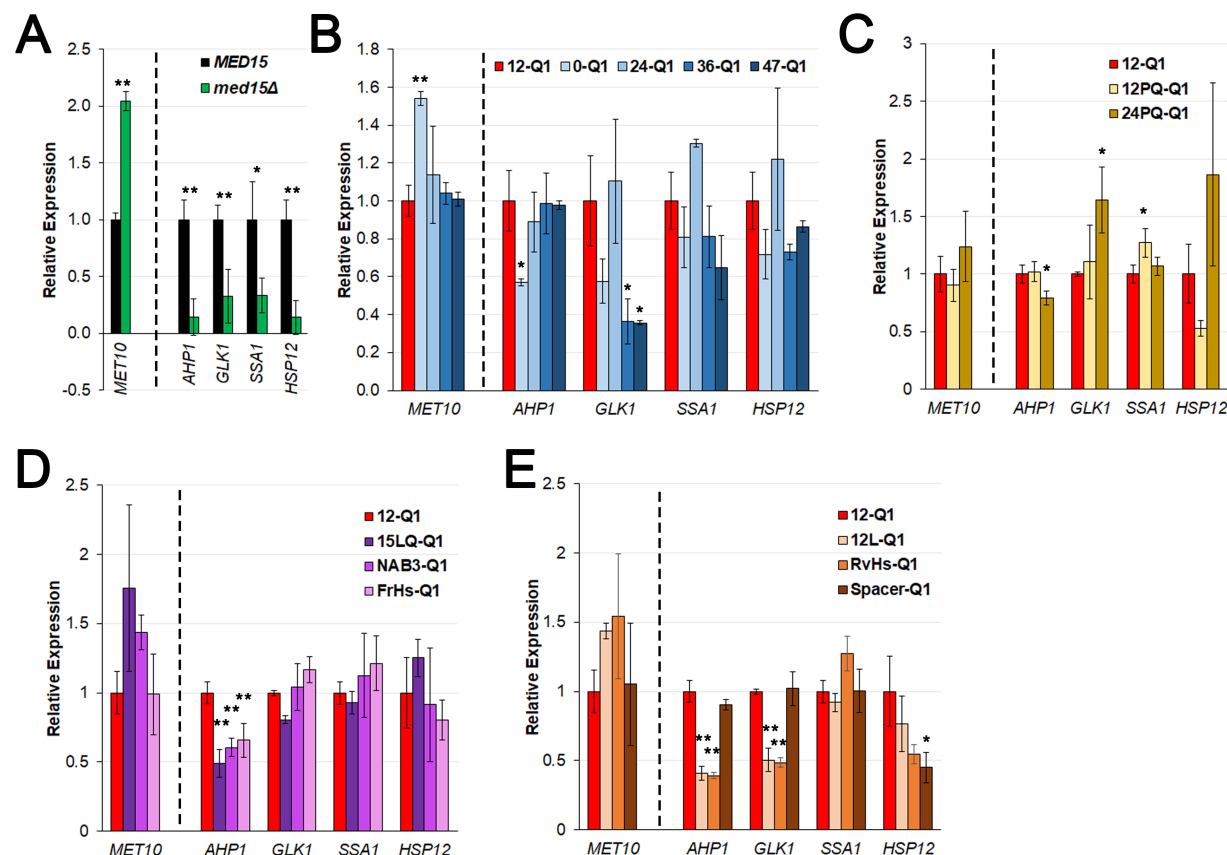 A
Relative Expression
2.5
2.0
1.5
1.0
0.5
0.0
-0.5
MED15
med15Δ
**
**
**
*
**
MET10
AHP1
GLK1
SSA1
HSP12
B
Relative Expression
1.8
1.6
1.4
1.2
1.0
0.8
0.6
0.4
0.2
0.0
12-Q1 0-Q1 24-Q1 36-Q1 47-Q1
**
*
*
*
MET10 AHP1 GLK1 SSA1 HSP12
C
Relative Expression
3
2.5
2
1.5
1
0.5
0
12-Q1
12PQ-Q1
24PQ-Q1
*
*
*
MET10 AHP1 GLK1 SSA1 HSP12
D
Relative Expression
2.5
2
1.5
1
0.5
0
12-Q1
15LQ-Q1
NAB3-Q1
FrHs-Q1
**
**
**
MET10 AHP1 GLK1 SSA1 HSP12
E
Relative Expression
2.5
2
1.5
1
0.5
0
12-Q1
12L-Q1
RvHs-Q1
Spacer-Q1
**
**
**
**
*
MET10 AHP1 GLK1 SSA1 HSP12